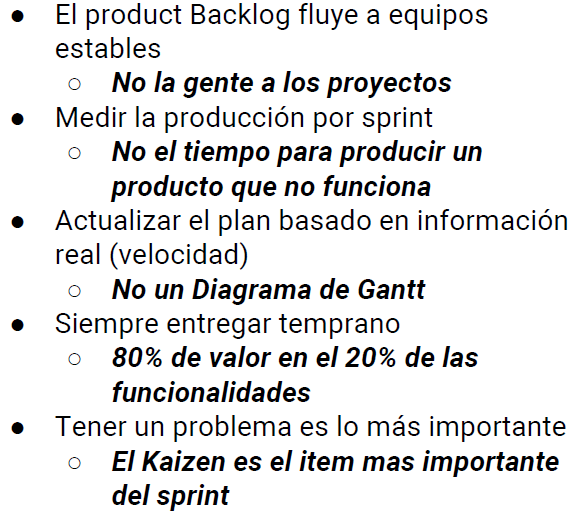 ● El product Backlog fluye a equipos
estables
○ No la gente a los proyectos
● Medir la producción por sprint
○ No el tiempo para producir un
producto que no funciona
● Actualizar el plan basado en información
real (velocidad)
○ No un Diagrama de Gantt
● Siempre entregar temprano
○ 80% de valor en el 20% de las
funcionalidades
● Tener un problema es lo más importante
○ El Kaizen es el item mas importante
del sprint